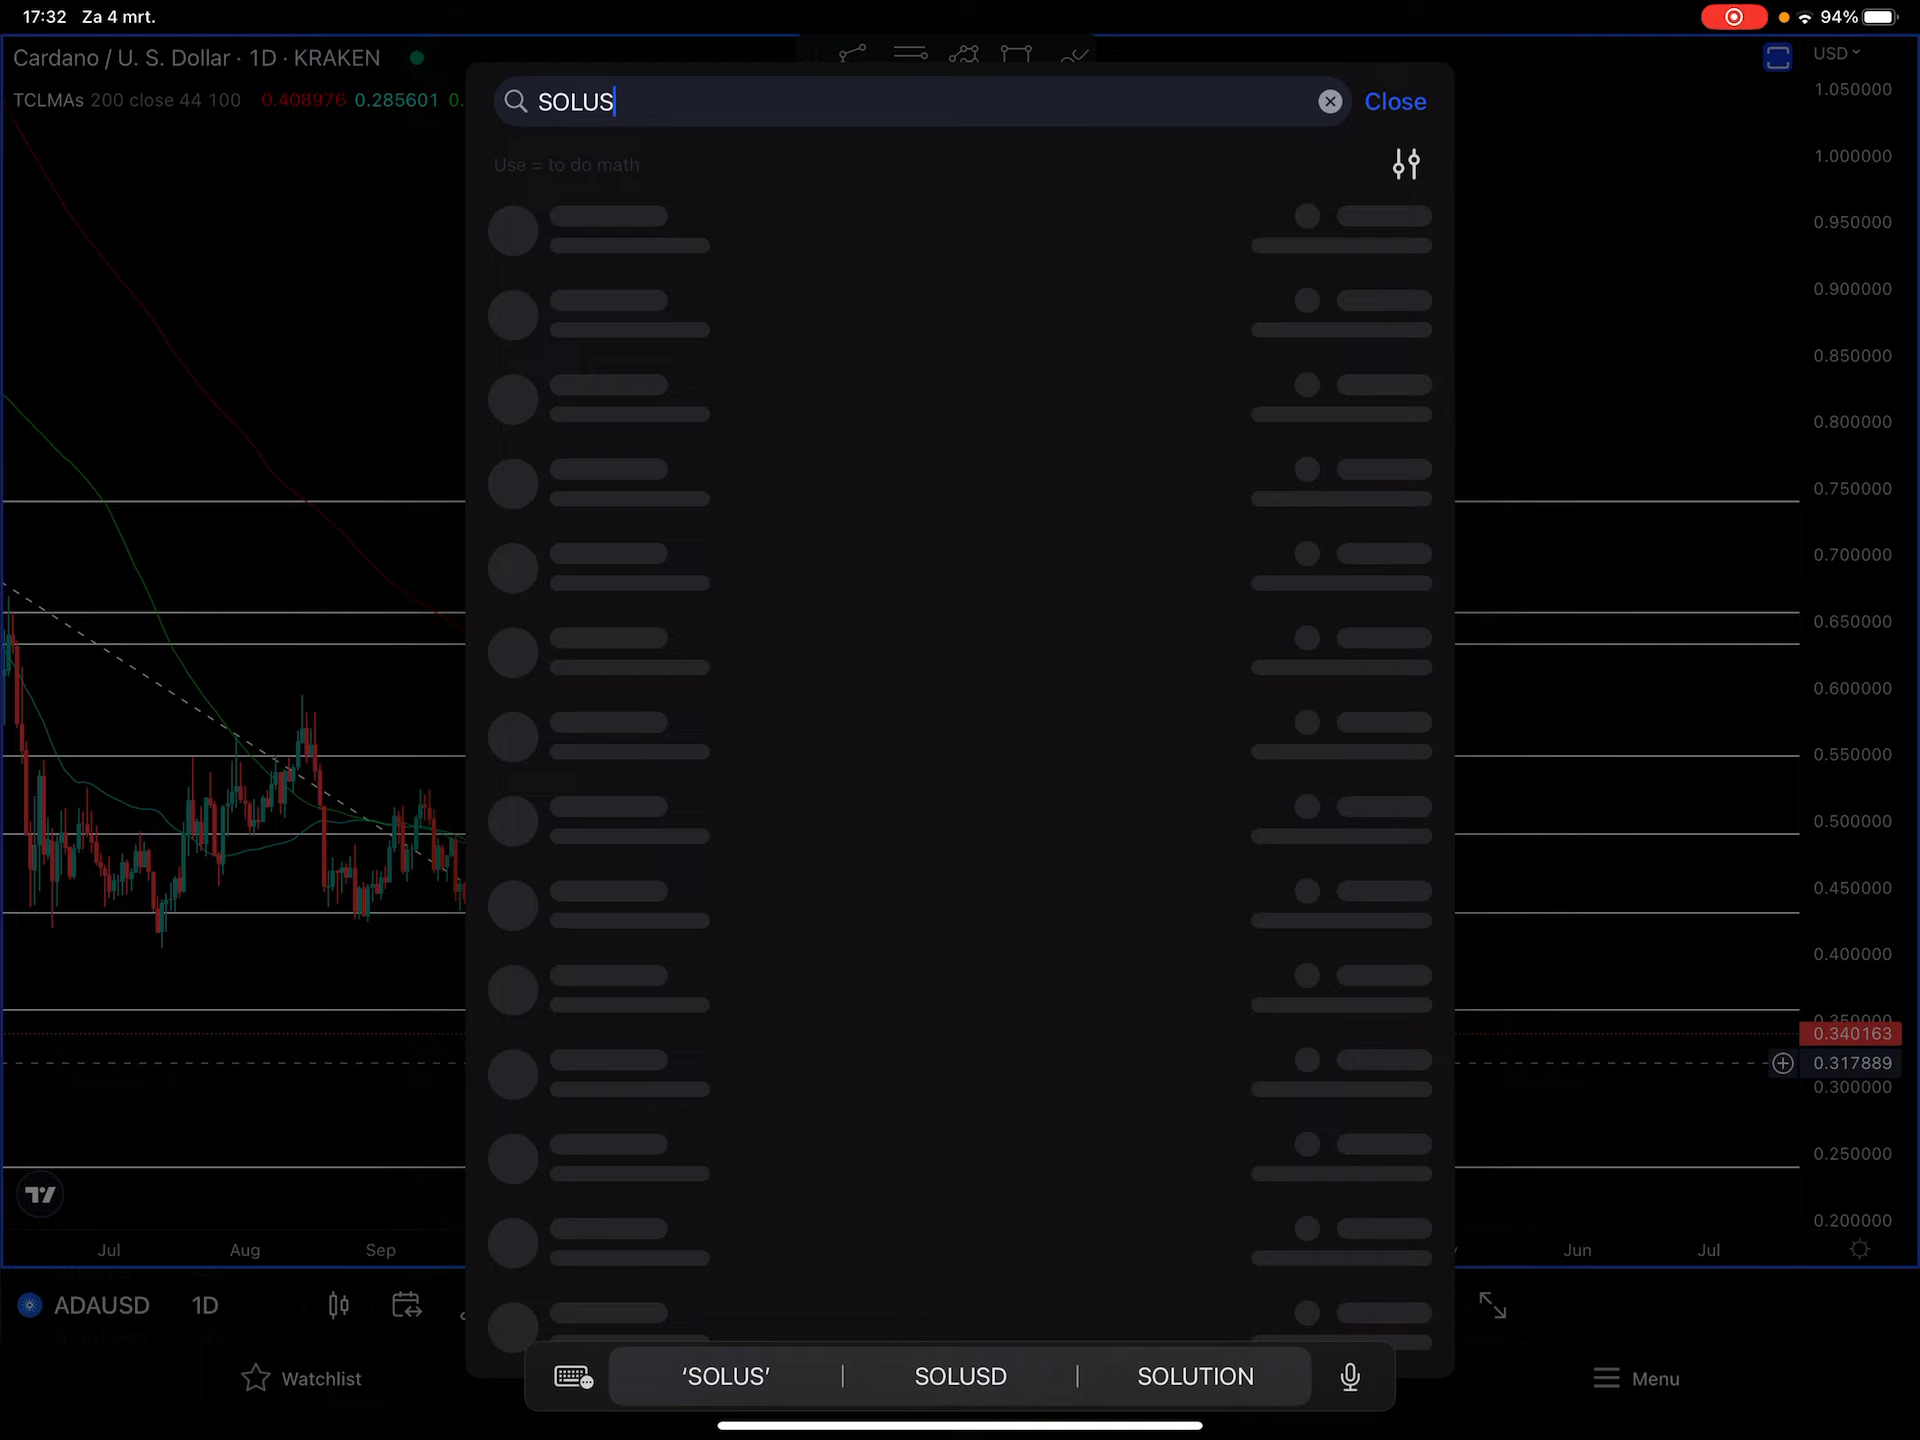 17:32 Za 4 mrt.
94%
Cardano / U. S. Dollar · 1D · KRAKEN
USD
TCLMAs 200 close 44 100 0.408976 0.285601 0.
SOLUS
Close
Use = to do math
1.050000
1.000000
0.950000
0.900000
0.850000
0.800000
0.750000
0.700000
0.650000
0.600000
0.550000
0.500000
0.450000
0.400000
0.350000
0.340163
0.317889
0.300000
0.250000
0.200000
Jul Aug Sep Jun Jul
ADAUSD 1D
Watchlist
‘SOLUS’ SOLUSD SOLUTION
Menu